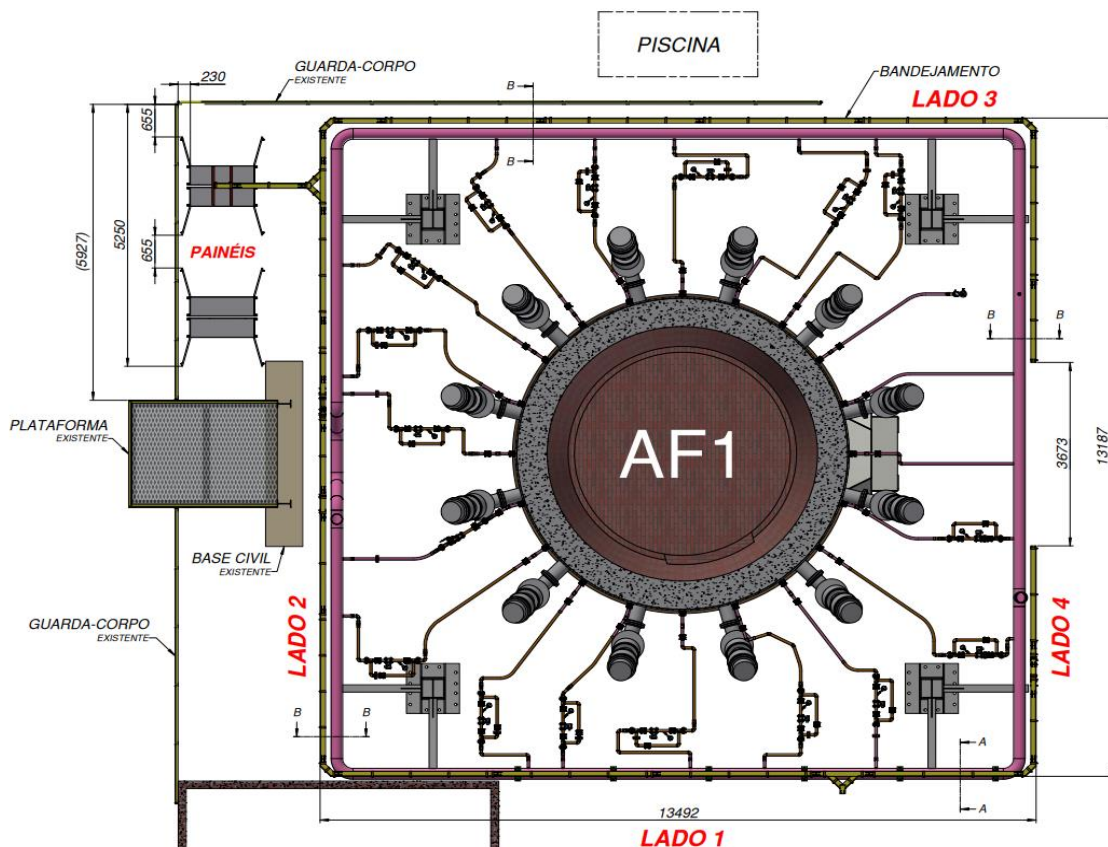 PISCINA
GUARDA-CORPO
EXISTENTE
230
B
BANDEJAMENTO
LADO 3
655
B
5250
(5927)
655
PAINÉIS
B
B
AF1
3673
13187
PLATAFORMA
EXISTENTE
BASE CIVIL
EXISTENTE
LADO 2
LADO 4
GUARDA-CORPO
EXISTENTE
B
B
A
A
13492
LADO 1